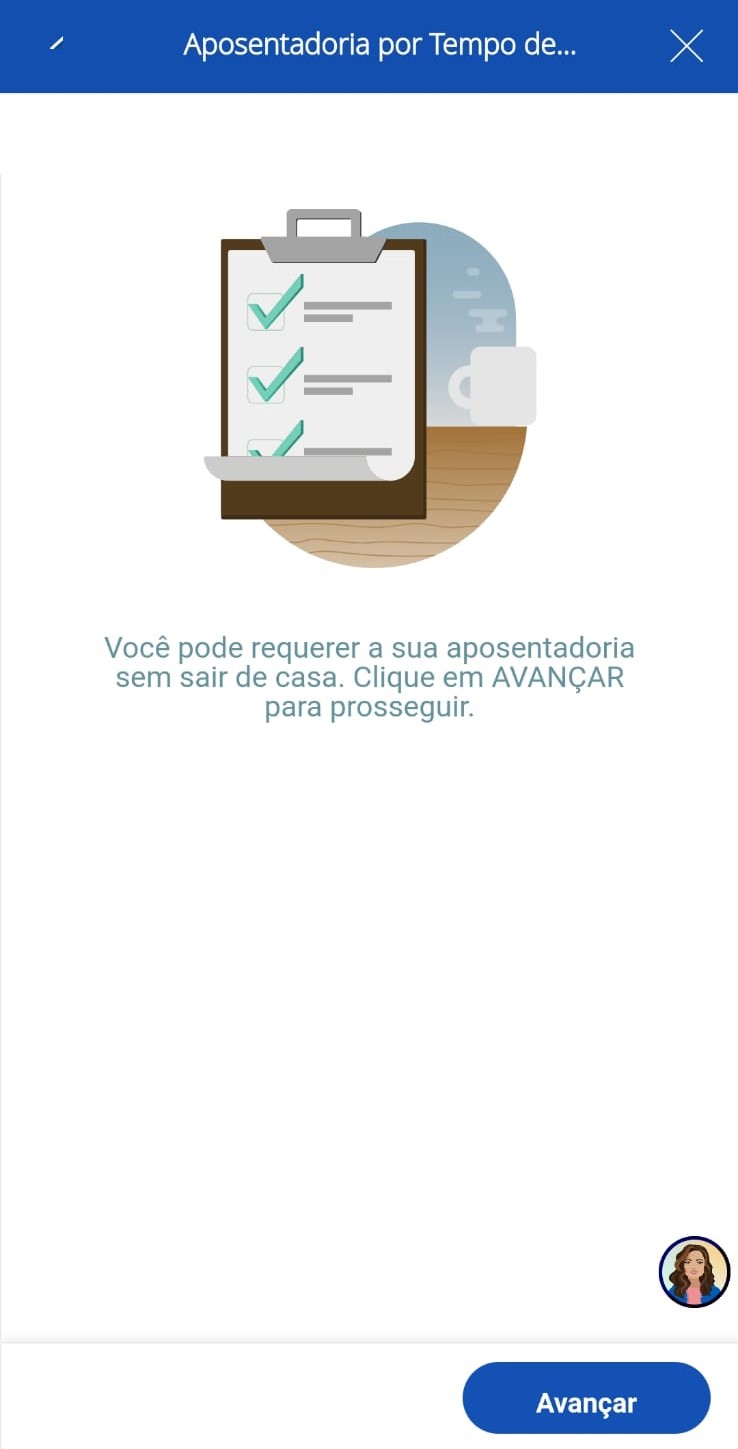 Aposentadoria por Tempo de...
Você pode requerer a sua aposentadoria
sem sair de casa. Clique em AVANÇAR
para prosseguir.
Avançar